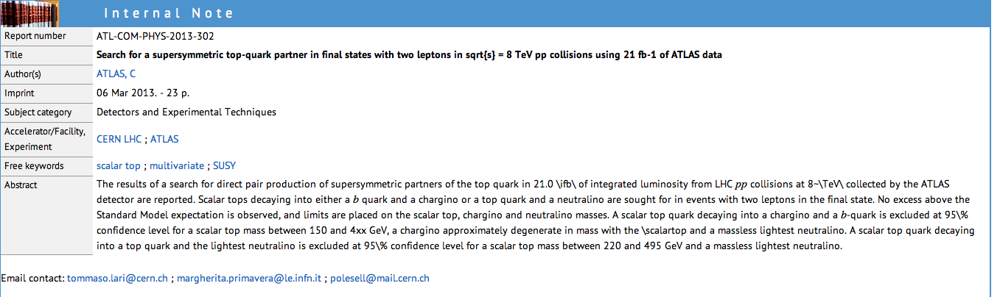 Internal Note
Report number ATL-COM-PHYS-2013-302
Title Search for a supersymmetric top-quark partner in final states with two leptons in sqrt{s} = 8 TeV pp collisions using 21 fb-1 of ATLAS data
Author(s) ATLAS, C
Imprint 06 Mar 2013. - 23 p.
Subject category Detectors and Experimental Techniques
Accelerator/Facility,
Experiment CERN LHC ; ATLAS
Free keywords scalar top ; multivariate ; SUSY
Abstract The results of a search for direct pair production of supersymmetric partners of the top quark in 21.0 \ifb\ of integrated luminosity from LHC pp collisions at 8~\TeV\ collected by the ATLAS
detector are reported. Scalar tops decaying into either a b quark and a chargino or a top quark and a neutralino are sought for in events with two leptons in the final state. No excess above the
Standard Model expectation is observed, and limits are placed on the scalar top, chargino and neutralino masses. A scalar top quark decaying into a chargino and a b-quark is excluded at 95\%
confidence level for a scalar top mass between 150 and 4xx GeV, a chargino approximately degenerate in mass with the \scalartop and a massless lightest neutralino. A scalar top quark decaying
into a top quark and the lightest neutralino is excluded at 95\% confidence level for a scalar top mass between 220 and 495 GeV and a massless lightest neutralino.
Email contact: tommaso.lari@cern.ch ; margherita.primavera@le.infn.it ; polesell@mail.cern.ch